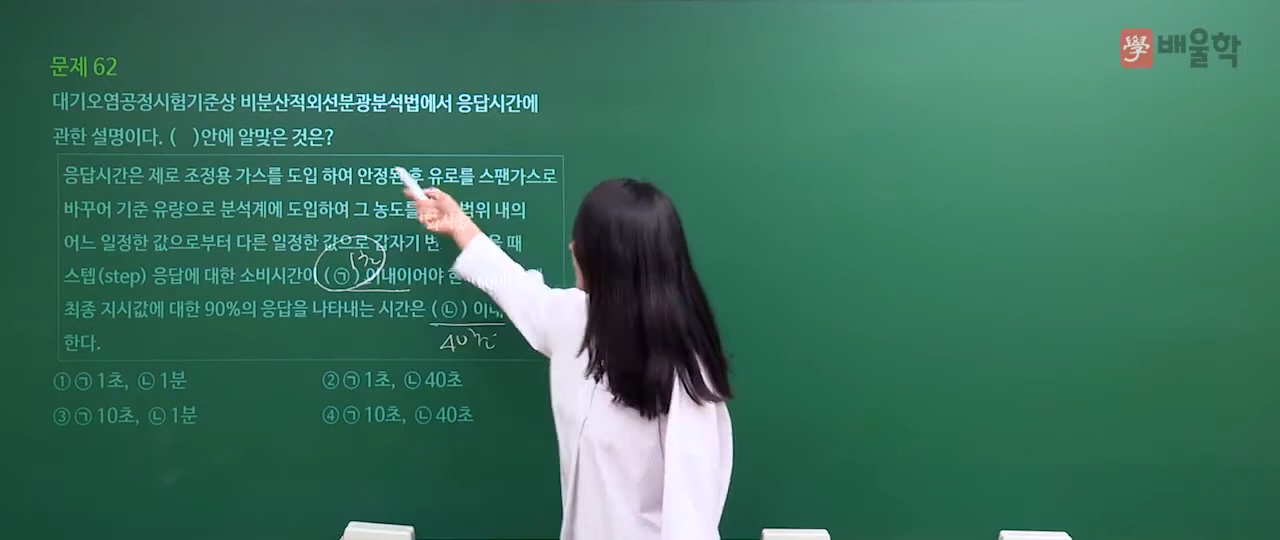 學 배울학
문제 62
대기오염공정시험기준상 비분산적외선분광분석법에서 응답시간에
관한 설명이다. ( )안에 알맞은 것은?
응답시간은 제로 조정용 가스를 도입 하여 안정된 후 유로를 스팬가스로
바꾸어 기준 유량으로 분석계에 도입하여 그 농도를 범위 내의
어느 일정한 값으로부터 다른 일정한 값으로 갑자기 때
1초
스텝(step) 응답에 대한 소비시간이 (㉠) 이내이어야
최종 지시값에 대한 90%의 응답을 나타내는 시간은 (㉡)
40초
한다.
① ㉠ 1초, ㉡ 1분
② ㉠ 1초, ㉡ 40초
③ ㉠ 10초, ㉡ 1분
④ ㉠ 10초, ㉡ 40초